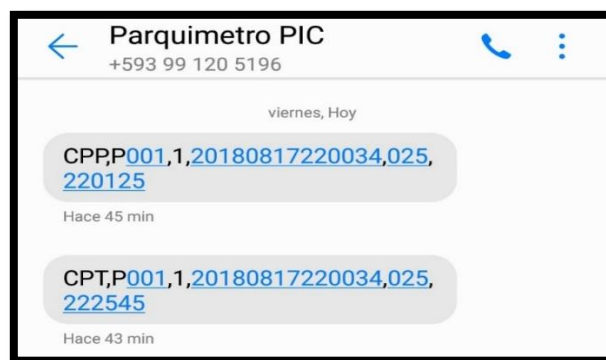 Parquimetro PIC
+593 99 120 5196
viernes, Hoy
CPP,P001,1,20180817220034,025,
220125
Hace 45 min
CPT,P001,1,20180817220034,025,
222545
Hace 43 min